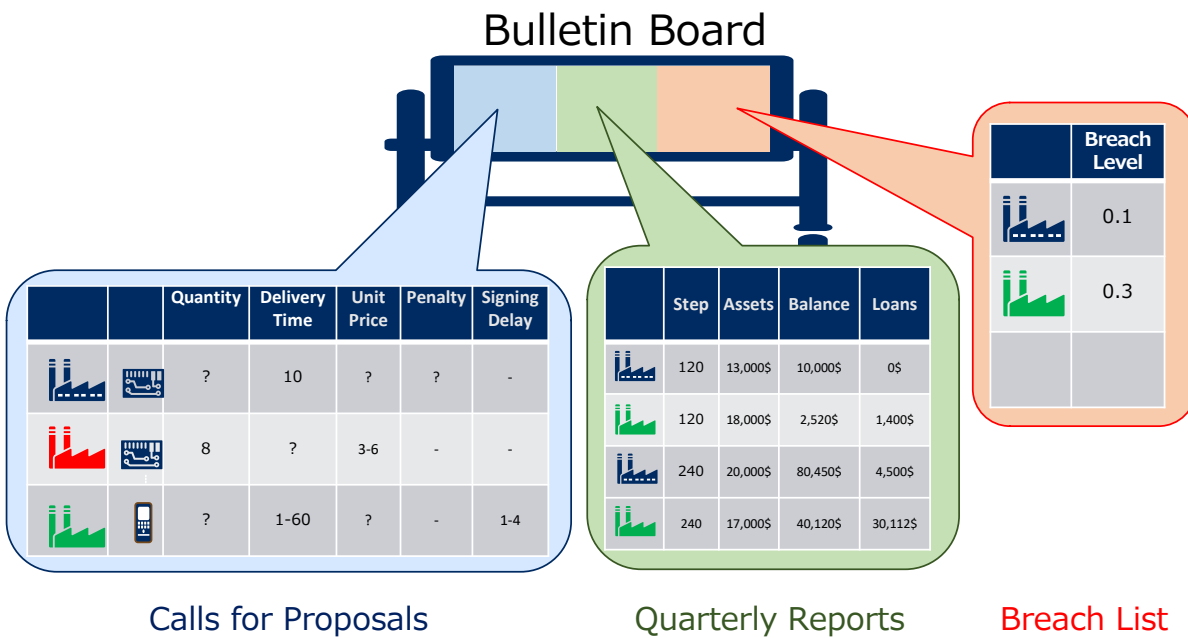 Bulletin Board
Quantity Delivery Time Unit Price Penalty Signing Delay
? 10 ? ? -
8 ? 3-6 - -
? 1-60 ? - 1-4
Step Assets Balance Loans
120 13,000$ 10,000$ 0$
120 18,000$ 2,520$ 1,400$
240 20,000$ 80,450$ 4,500$
240 17,000$ 40,120$ 30,112$
Breach Level
0.1
0.3
Calls for Proposals
Quarterly Reports
Breach List